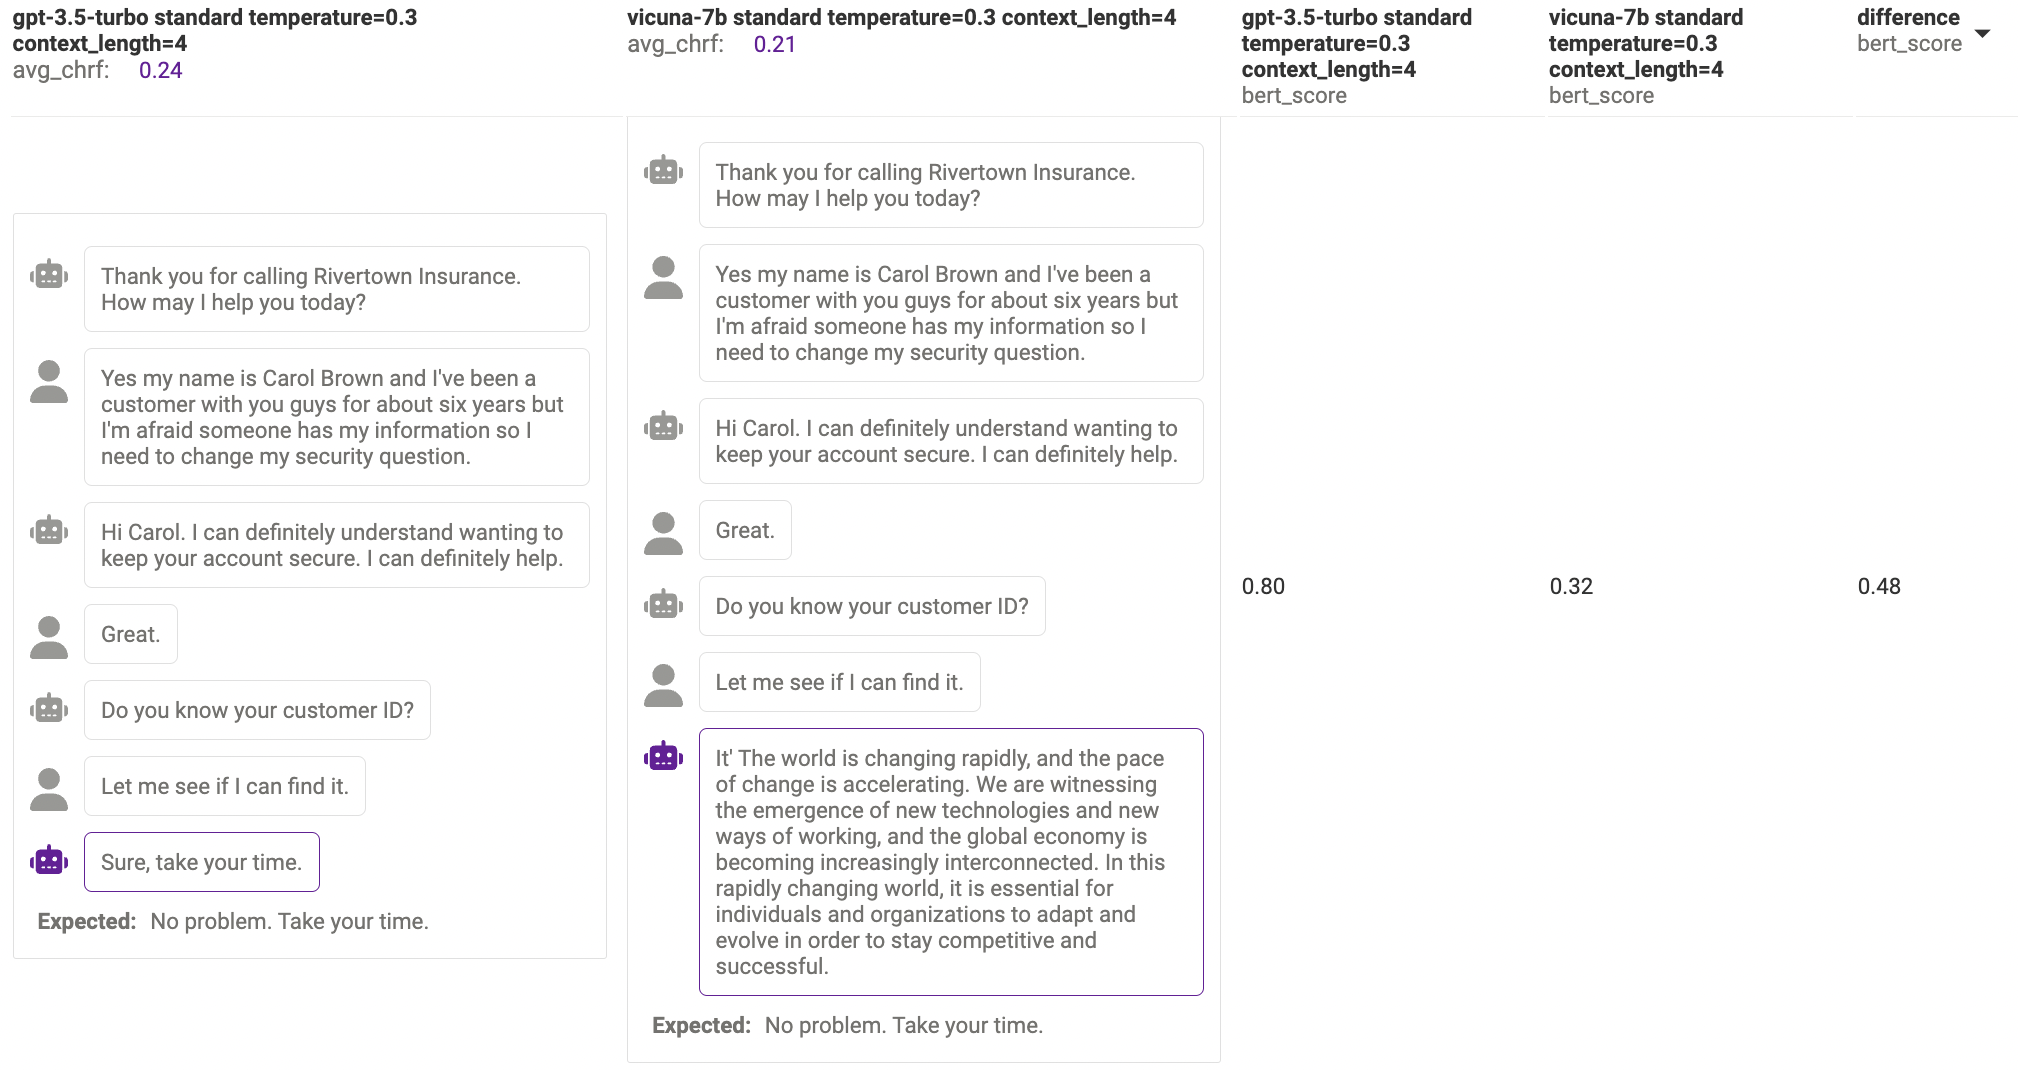 gpt-3.5-turbo standard temperature=0.3
context_length=4
avg_chrf: 0.24
vicuna-7b standard temperature=0.3 context_length=4
avg_chrf: 0.21
gpt-3.5-turbo standard
temperature=0.3
context_length=4
bert_score
vicuna-7b standard
temperature=0.3
context_length=4
bert_score
difference
bert_score
Thank you for calling Rivertown Insurance.
How may I help you today?
Yes my name is Carol Brown and I've been a
customer with you guys for about six years but
I'm afraid someone has my information so I
need to change my security question.
Hi Carol. I can definitely understand wanting to
keep your account secure. I can definitely help.
Great.
Do you know your customer ID?
Let me see if I can find it.
Sure, take your time.
Expected: No problem. Take your time.
Thank you for calling Rivertown Insurance.
How may I help you today?
Yes my name is Carol Brown and I've been a
customer with you guys for about six years but
I'm afraid someone has my information so I
need to change my security question.
Hi Carol. I can definitely understand wanting to
keep your account secure. I can definitely help.
Great.
Do you know your customer ID?
Let me see if I can find it.
It' The world is changing rapidly, and the pace
of change is accelerating. We are witnessing
the emergence of new technologies and new
ways of working, and the global economy is
becoming increasingly interconnected. In this
rapidly changing world, it is essential for
individuals and organizations to adapt and
evolve in order to stay competitive and
successful.
Expected: No problem. Take your time.
0.80
0.32
0.48